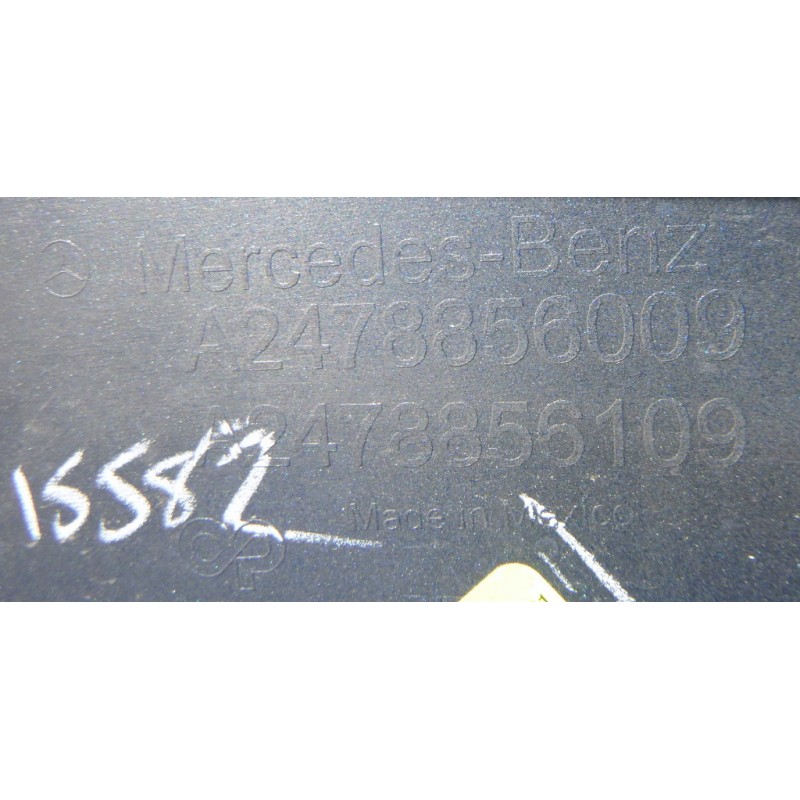 Mercedes-Benz
A2478856009
A2478856109
15582
Made in Mexico